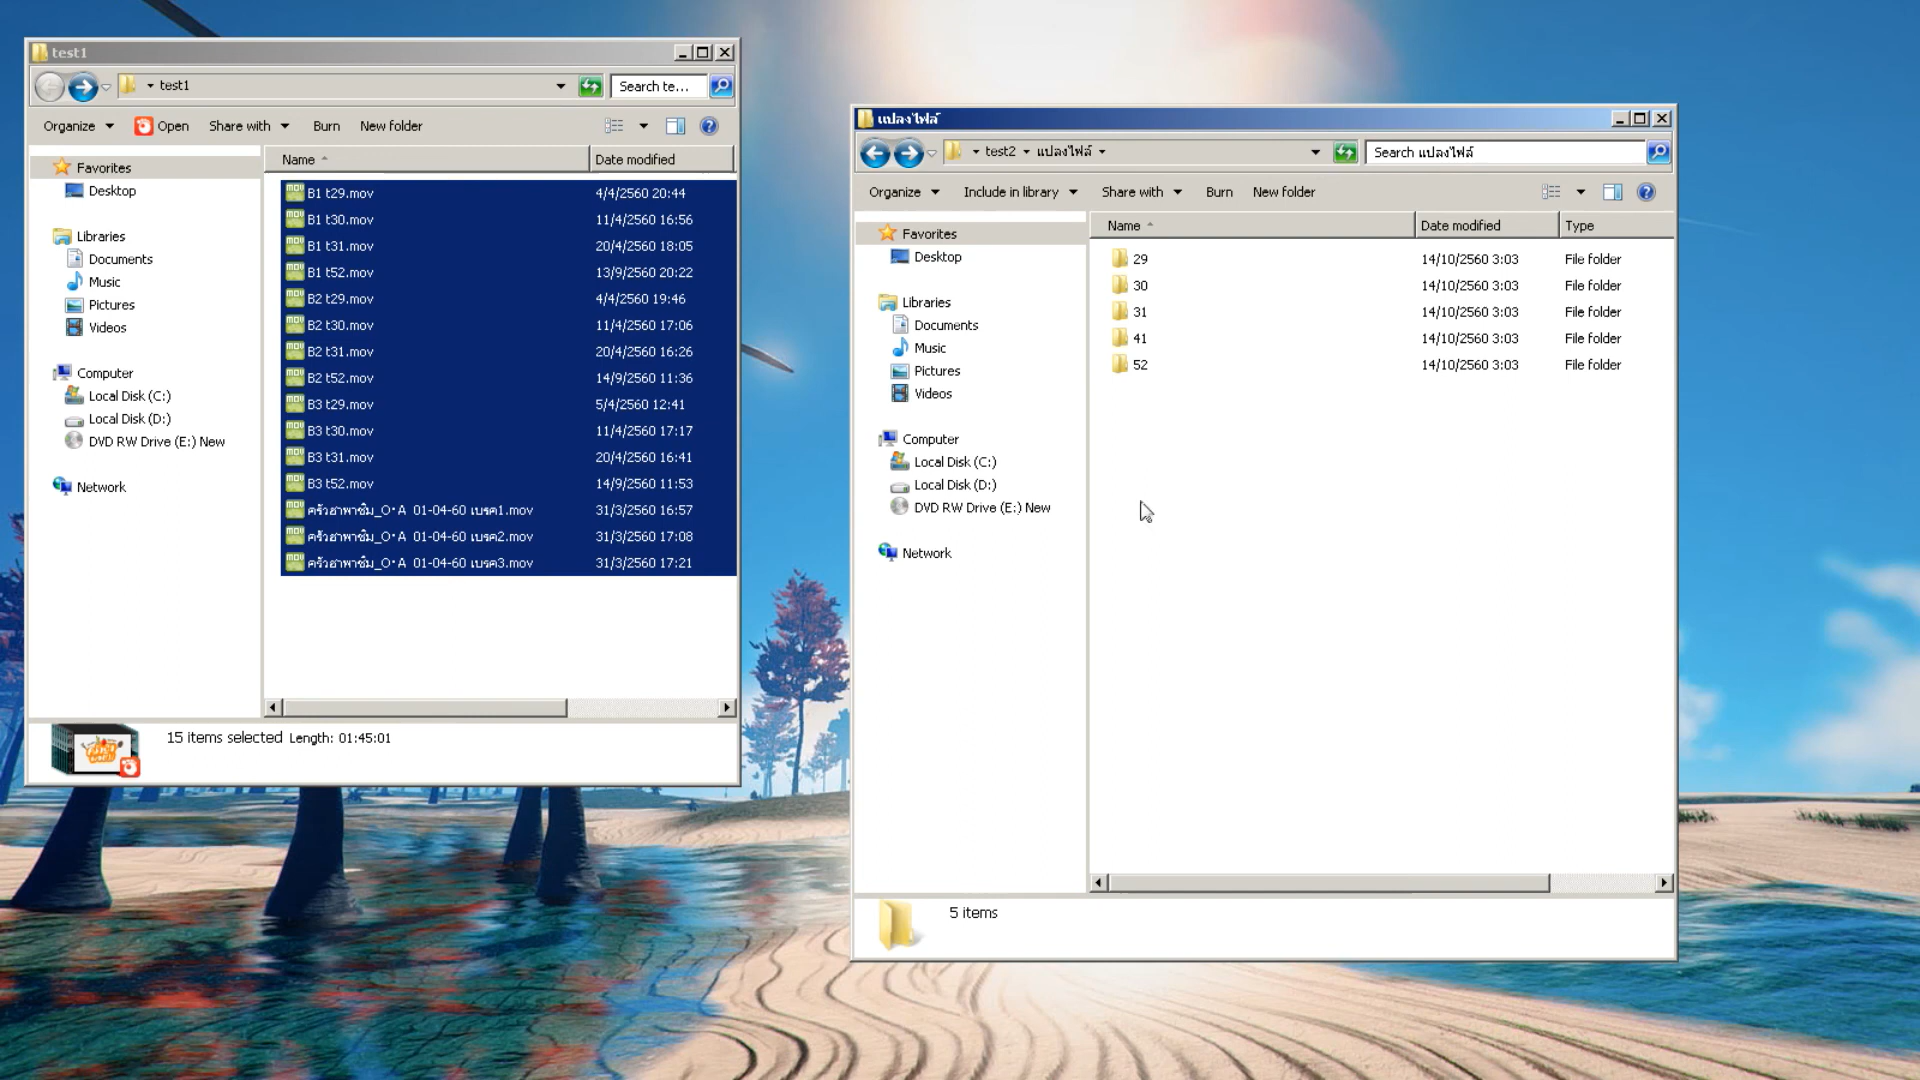 test1
test1
Search te...
Organize
Open
Share with
Burn
New folder
Name
Date modified
Favorites
Desktop
Libraries
Documents
Music
Pictures
Videos
Computer
Local Disk (C:)
Local Disk (D:)
DVD RW Drive (E:) New
Network
B1 t29.mov 4/4/2560 20:44
B1 t30.mov 11/4/2560 16:56
B1 t31.mov 20/4/2560 18:05
B1 t52.mov 13/9/2560 20:22
B2 t29.mov 4/4/2560 19:46
B2 t30.mov 11/4/2560 17:06
B2 t31.mov 20/4/2560 16:26
B2 t52.mov 14/9/2560 11:36
B3 t29.mov 5/4/2560 12:41
B3 t30.mov 11/4/2560 17:17
B3 t31.mov 20/4/2560 16:41
B3 t52.mov 14/9/2560 11:53
ครัวฮาพาชิม_O•A 01-04-60 เบรค1.mov 31/3/2560 16:57
ครัวฮาพาชิม_O•A 01-04-60 เบรค2.mov 31/3/2560 17:08
ครัวฮาพาชิม_O•A 01-04-60 เบรค3.mov 31/3/2560 17:21
15 items selected Length: 01:45:01
แปลงไฟล์
test2 แปลงไฟล์
Search แปลงไฟล์
Organize
Include in library
Share with
Burn
New folder
Name
Date modified
Type
Favorites
Desktop
Libraries
Documents
Music
Pictures
Videos
Computer
Local Disk (C:)
Local Disk (D:)
DVD RW Drive (E:) New
Network
29 14/10/2560 3:03 File folder
30 14/10/2560 3:03 File folder
31 14/10/2560 3:03 File folder
41 14/10/2560 3:03 File folder
52 14/10/2560 3:03 File folder
5 items